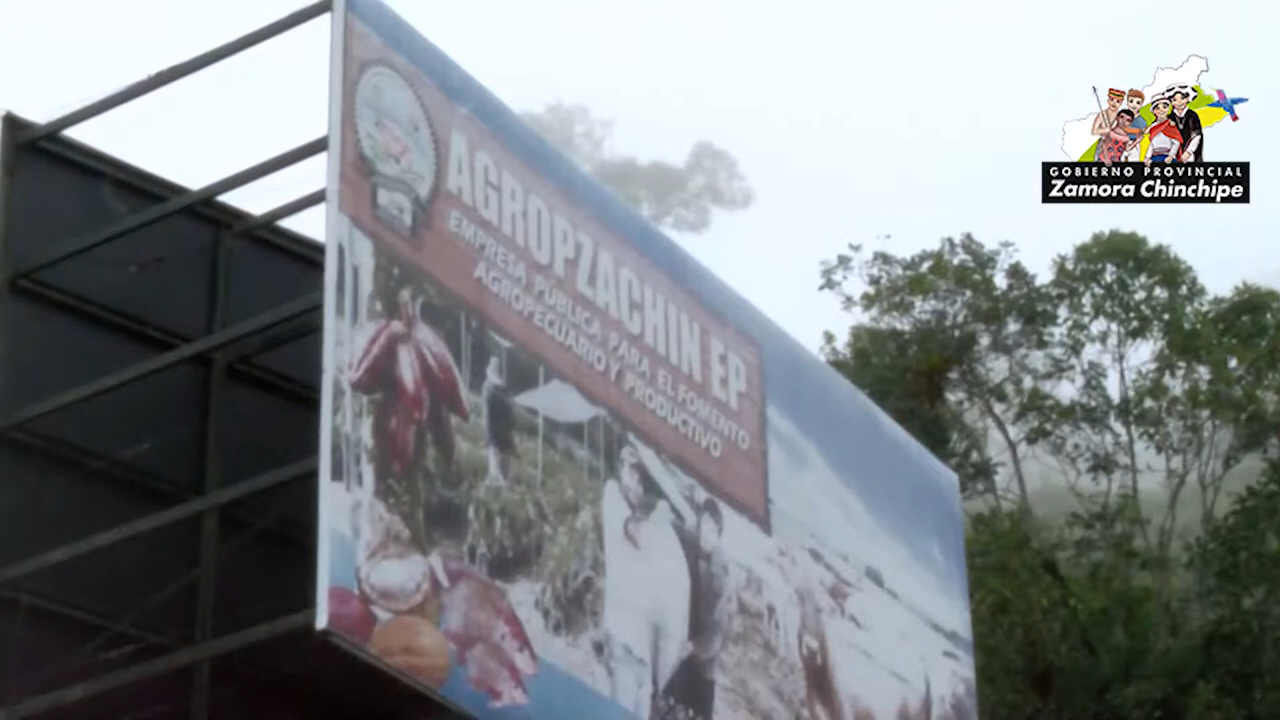 AGROPZACHIN EP
EMPRESA PÚBLICA PARA EL FOMENTO
AGROPECUARIO Y PRODUCTIVO
GOBIERNO PROVINCIAL
Zamora Chinchipe